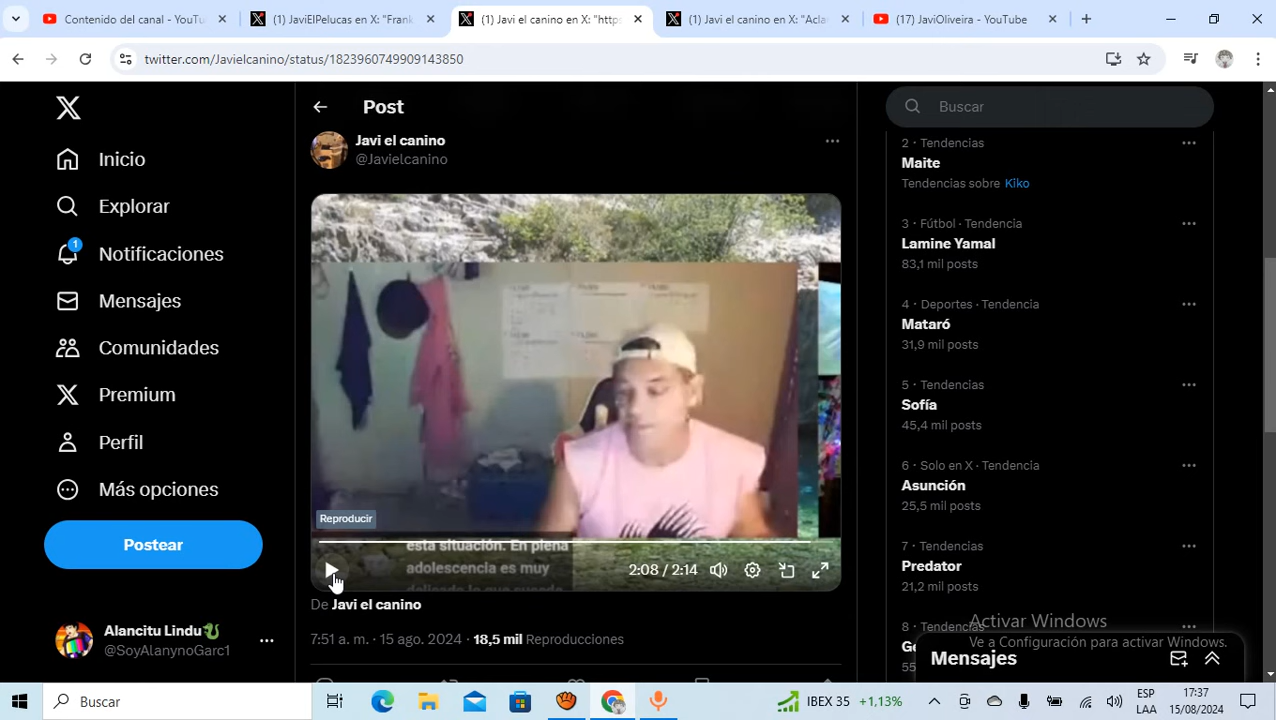 Contenido del canal - YouTu
(1) JaviElPelucas en X: "Frank
(1) Javi el canino en X: "http
(1) Javi el canino en X: "Acla
(17) JaviOliveira - YouTube
twitter.com/Javielcanino/status/1823960749909143850
Post
Buscar
Javi el canino
@Javielcanino
Inicio
Explorar
1
Notificaciones
Mensajes
Comunidades
Premium
Perfil
Más opciones
Postear
Alancitu Lindu
@SoyAlanynoGarc1
Reproducir
esta situación. En plena
adolescencia es muy
delicado lo que sucede
2:08 / 2:14
De Javi el canino
7:51 a. m. · 15 ago. 2024 · 18,5 mil Reproducciones
2 · Tendencias
Maite
Tendencias sobre Kiko
3 · Fútbol · Tendencia
Lamine Yamal
83,1 mil posts
4 · Deportes · Tendencia
Mataró
31,9 mil posts
5 · Tendencias
Sofía
45,4 mil posts
6 · Solo en X · Tendencia
Asunción
25,5 mil posts
7 · Tendencias
Predator
21,2 mil posts
8 · Tendencias
Activar Windows
Ve a Configuración para activar Windows.
Mensajes
Buscar
IBEX 35 +1,13%
ESP
LAA
17:37
15/08/2024